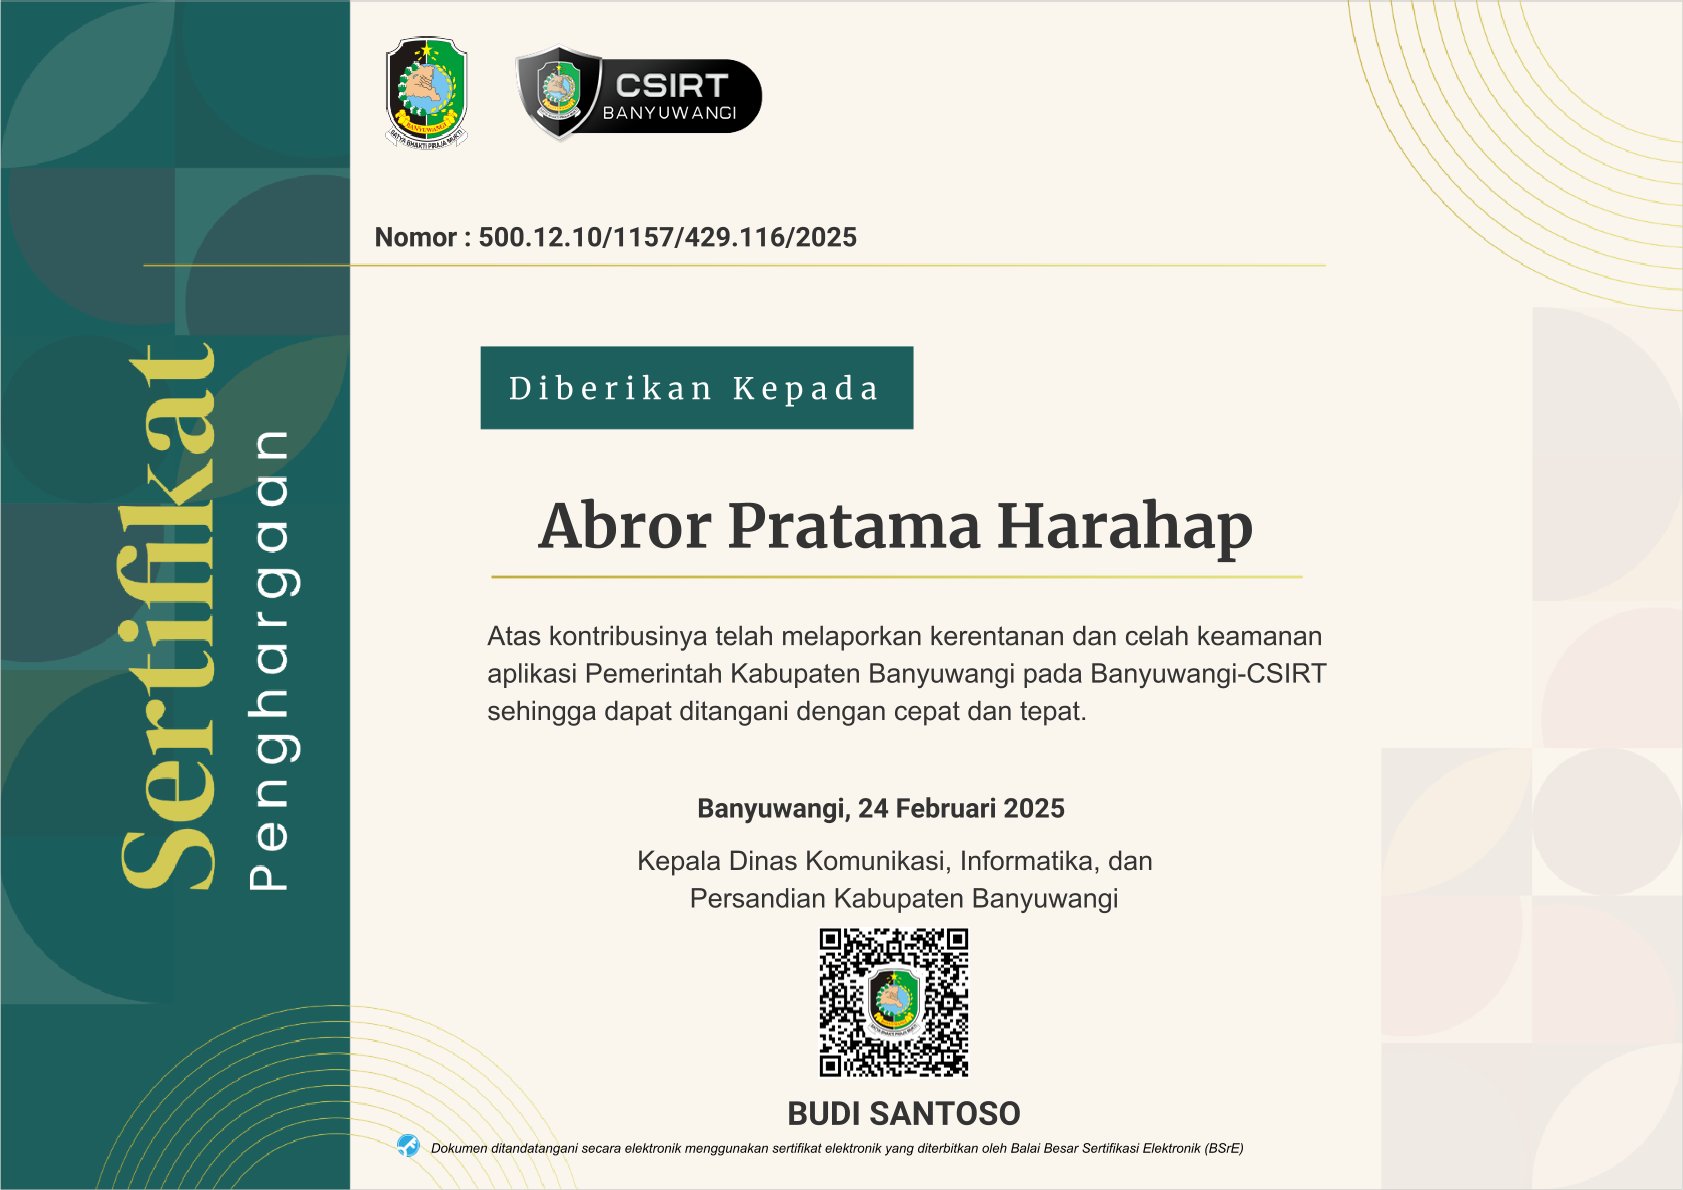 BANYUWANGI
SATYA BHAKTI PRAJA MUKTI
CSIRT
BANYUWANGI
Nomor : 500.12.10/1157/429.116/2025
Sertifikat
Penghargaan
Diberikan Kepada
Abror Pratama Harahap
Atas kontribusinya telah melaporkan kerentanan dan celah keamanan
aplikasi Pemerintah Kabupaten Banyuwangi pada Banyuwangi-CSIRT
sehingga dapat ditangani dengan cepat dan tepat.
Banyuwangi, 24 Februari 2025
Kepala Dinas Komunikasi, Informatika, dan
Persandian Kabupaten Banyuwangi
BUDI SANTOSO
Dokumen ditandatangani secara elektronik menggunakan sertifikat elektronik yang diterbitkan oleh Balai Besar Sertifikasi Elektronik (BSrE)